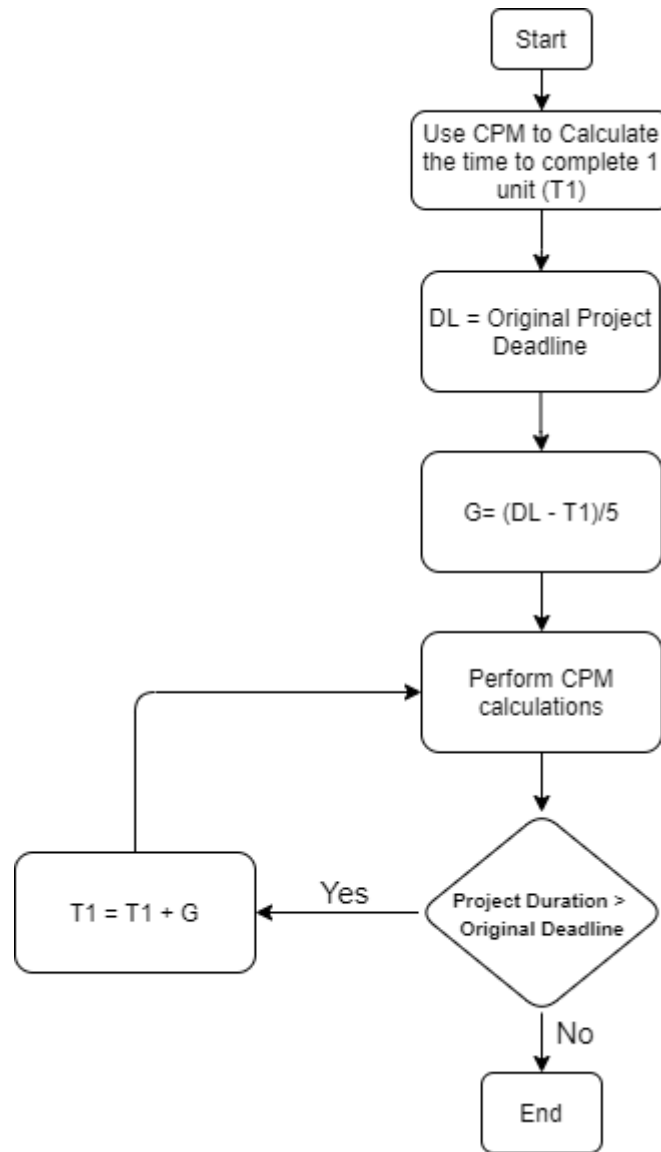 Start
Use CPM to Calculate
the time to complete 1
unit (T1)
DL = Original Project
Deadline
G= (DL - T1)/5
Perform CPM
calculations
Project Duration >
Original Deadline
Yes
T1 = T1 + G
No
End